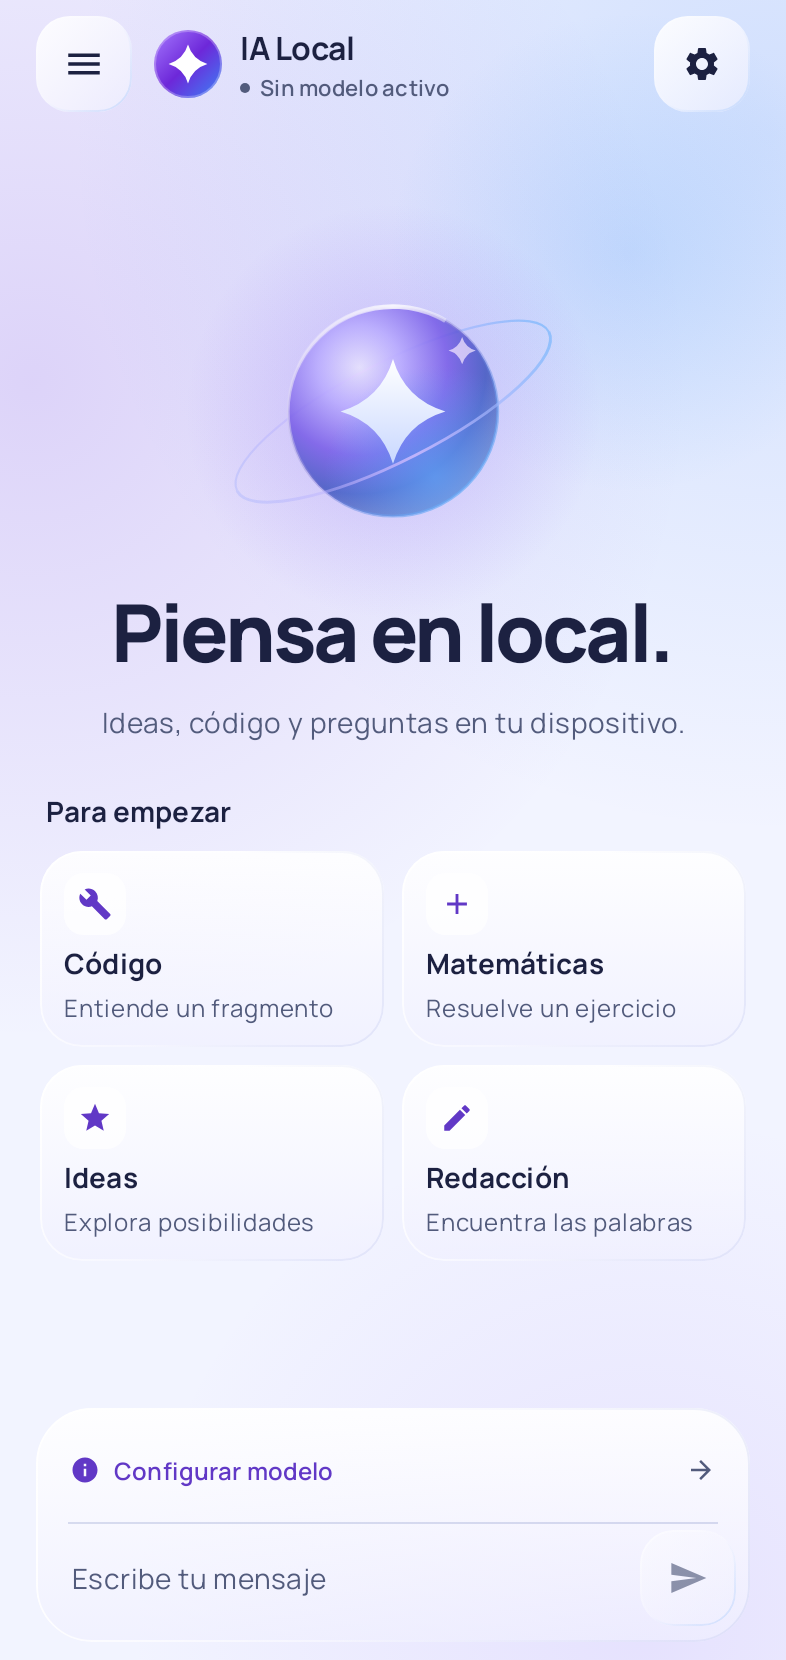 IA Local
Sin modelo activo
Piensa en local.
Ideas, código y preguntas en tu dispositivo.
Para empezar
Código
Entiende un fragmento
Matemáticas
Resuelve un ejercicio
Ideas
Explora posibilidades
Redacción
Encuentra las palabras
Configurar modelo
Escribe tu mensaje